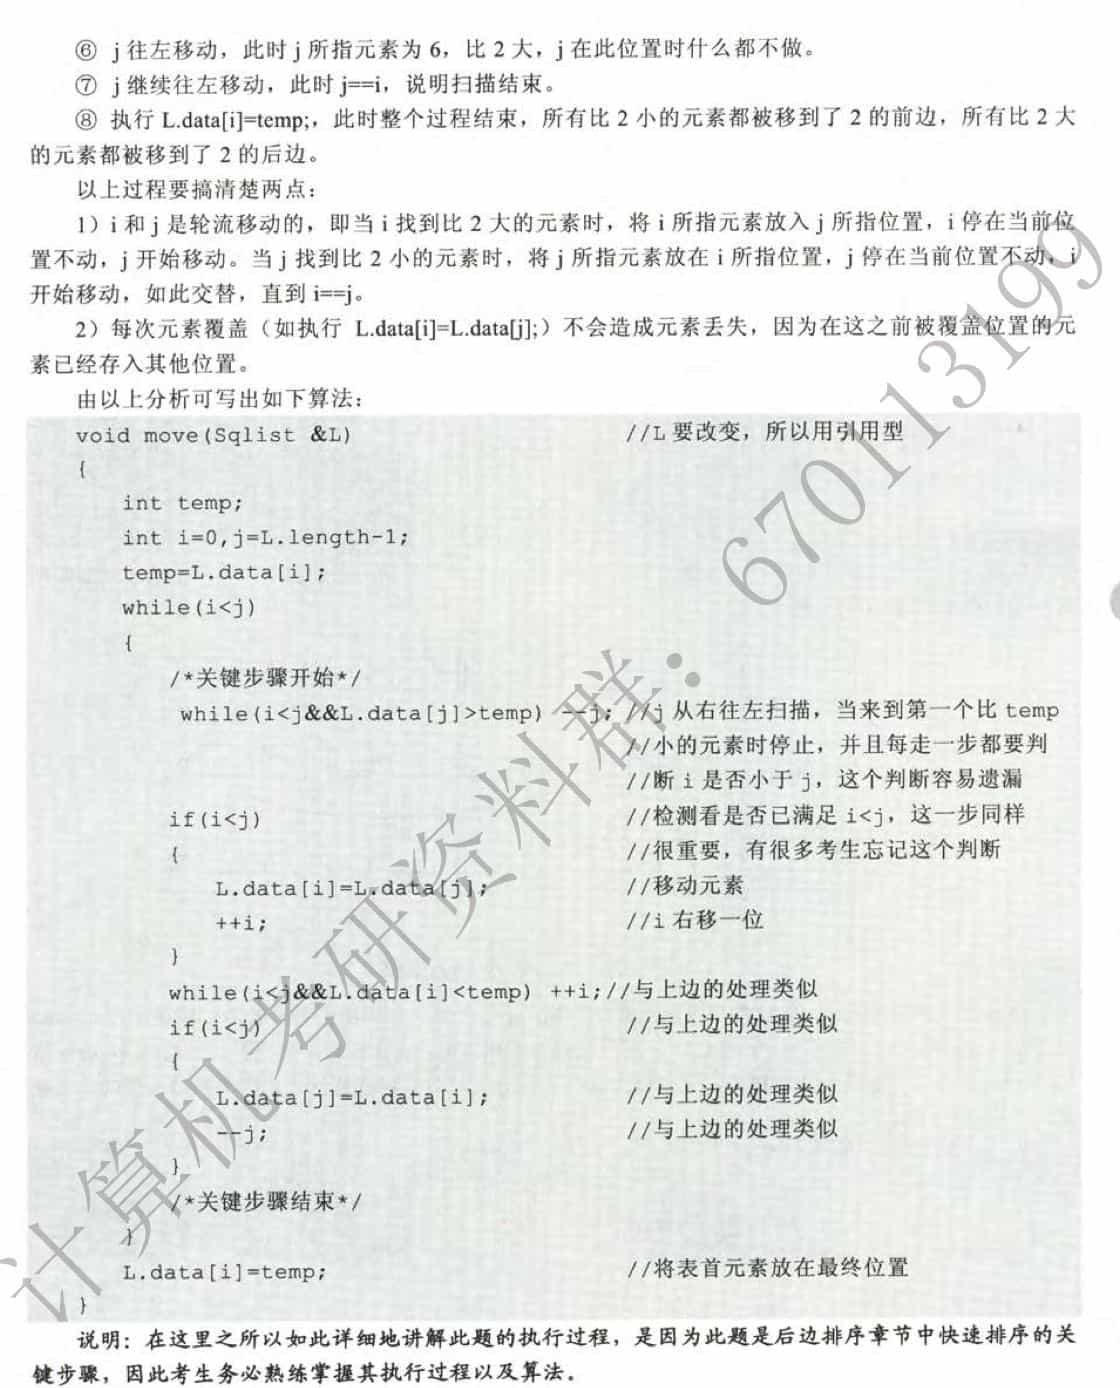 ⑥ j 往左移动，此时 j 所指元素为 6，比 2 大，j 在此位置时什么都不做。
⑦ j 继续往左移动，此时 j==i，说明扫描结束。
⑧ 执行 L.data[i]=temp;，此时整个过程结束，所有比 2 小的元素都被移到了 2 的前边，所有比 2 大
的元素都被移到了 2 的后边。
以上过程要搞清楚两点：
1）i 和 j 是轮流移动的，即当 i 找到比 2 大的元素时，将 i 所指元素放入 j 所指位置，i 停在当前位
置不动，j 开始移动。当 j 找到比 2 小的元素时，将 j 所指元素放在 i 所指位置，j 停在当前位置不动，i
开始移动，如此交替，直到 i==j。
2）每次元素覆盖（如执行 L.data[i]=L.data[j];）不会造成元素丢失，因为在这之前被覆盖位置的元
素已经存入其他位置。
由以上分析可写出如下算法：
void move(Sqlist &L) //L 要改变，所以用引用型
{
int temp;
int i=0,j=L.length-1;
temp=L.data[i];
while(i<j)
{
/*关键步骤开始*/
while(i<j&&L.data[j]>temp) --j; //j 从右往左扫描，当来到第一个比 temp
//小的元素时停止，并且每走一步都要判
//断 i 是否小于 j，这个判断容易遗漏
if(i<j) //检测看是否已满足 i<j，这一步同样
{ //很重要，有很多考生忘记这个判断
L.data[i]=L.data[j]; //移动元素
++i; //i 右移一位
}
while(i<j&&L.data[i]<temp) ++i;//与上边的处理类似
if(i<j) //与上边的处理类似
{
L.data[j]=L.data[i]; //与上边的处理类似
--j; //与上边的处理类似
}
/*关键步骤结束*/
}
L.data[i]=temp; //将表首元素放在最终位置
}
说明：在这里之所以如此详细地讲解此题的执行过程，是因为此题是后边排序章节中快速排序的关
键步骤，因此考生务必熟练掌握其执行过程以及算法。
计算机考研资料群：670113199